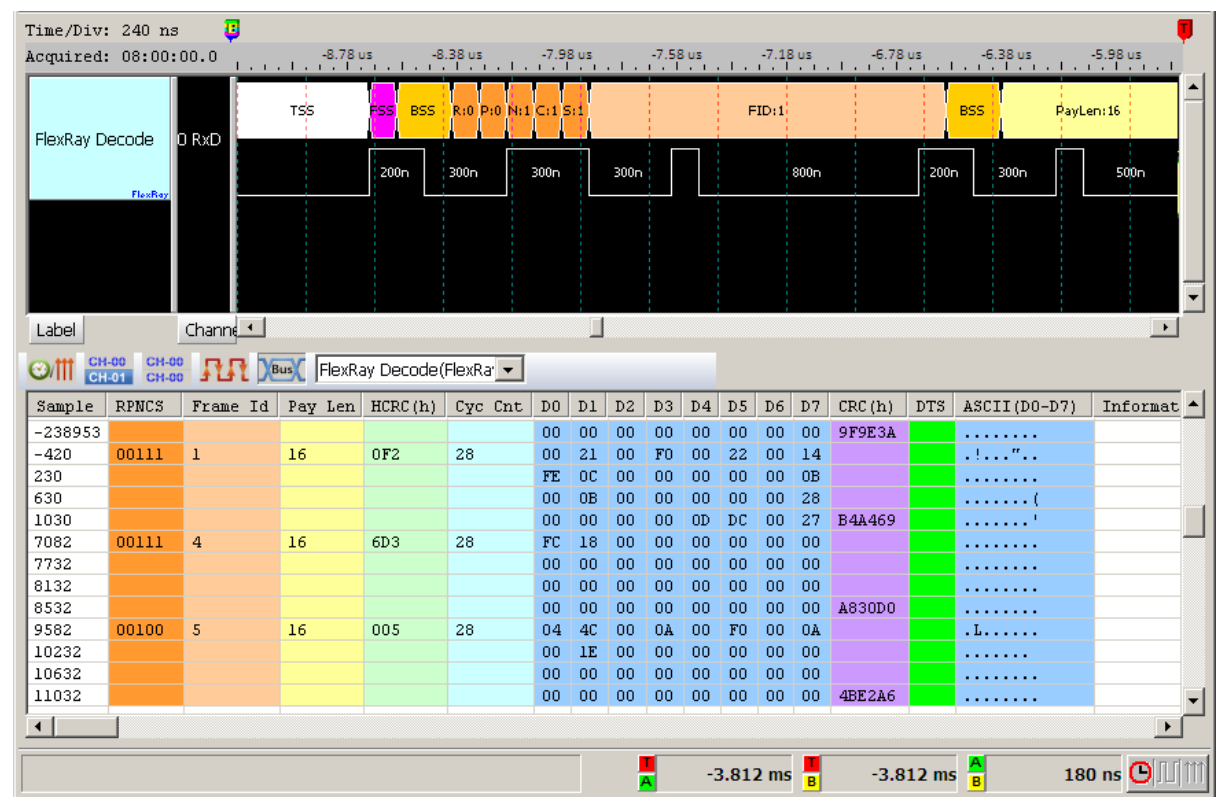 Time/Div: 240 ns
Acquired: 08:00:00.0
-8.78 us -8.38 us -7.98 us -7.58 us -7.18 us -6.78 us -6.38 us -5.98 us
TSS FSS BSS R:0 P:0 N:1 C:1 S:1 FID:1 BSS PayLen:16
FlexRay Decode 0 RxD
200n 300n 300n 300n 800n 200n 300n 500n
FlexRay
Label Channe
CH-00 CH-00
CH-01 CH-00
Bus FlexRay Decode(FlexRa
Sample RPNCS Frame Id Pay Len HCRC(h) Cyc Cnt D0 D1 D2 D3 D4 D5 D6 D7 CRC(h) DTS ASCII(D0-D7) Informat
-238953 00 00 00 00 00 00 00 00 9F9E3A ........
-420 00111 1 16 0F2 28 00 21 00 F0 00 22 00 14 .!..."..
230 FE 0C 00 00 00 00 00 0B ........
630 00 0B 00 00 00 00 00 28 .......(
1030 00 00 00 00 0D DC 00 27 B4A469 .......'
7082 00111 4 16 6D3 28 FC 18 00 00 00 00 00 00 ........
7732 00 00 00 00 00 00 00 00 ........
8132 00 00 00 00 00 00 00 00 ........
8532 00 00 00 00 00 00 00 00 A830D0 ........
9582 00100 5 16 005 28 04 4C 00 0A 00 F0 00 0A .L......
10232 00 1E 00 00 00 00 00 00 .......
10632 00 00 00 00 00 00 00 00 ........
11032 00 00 00 00 00 00 00 00 4BE2A6 ........
T A -3.812 ms T B -3.812 ms A B 180 ns